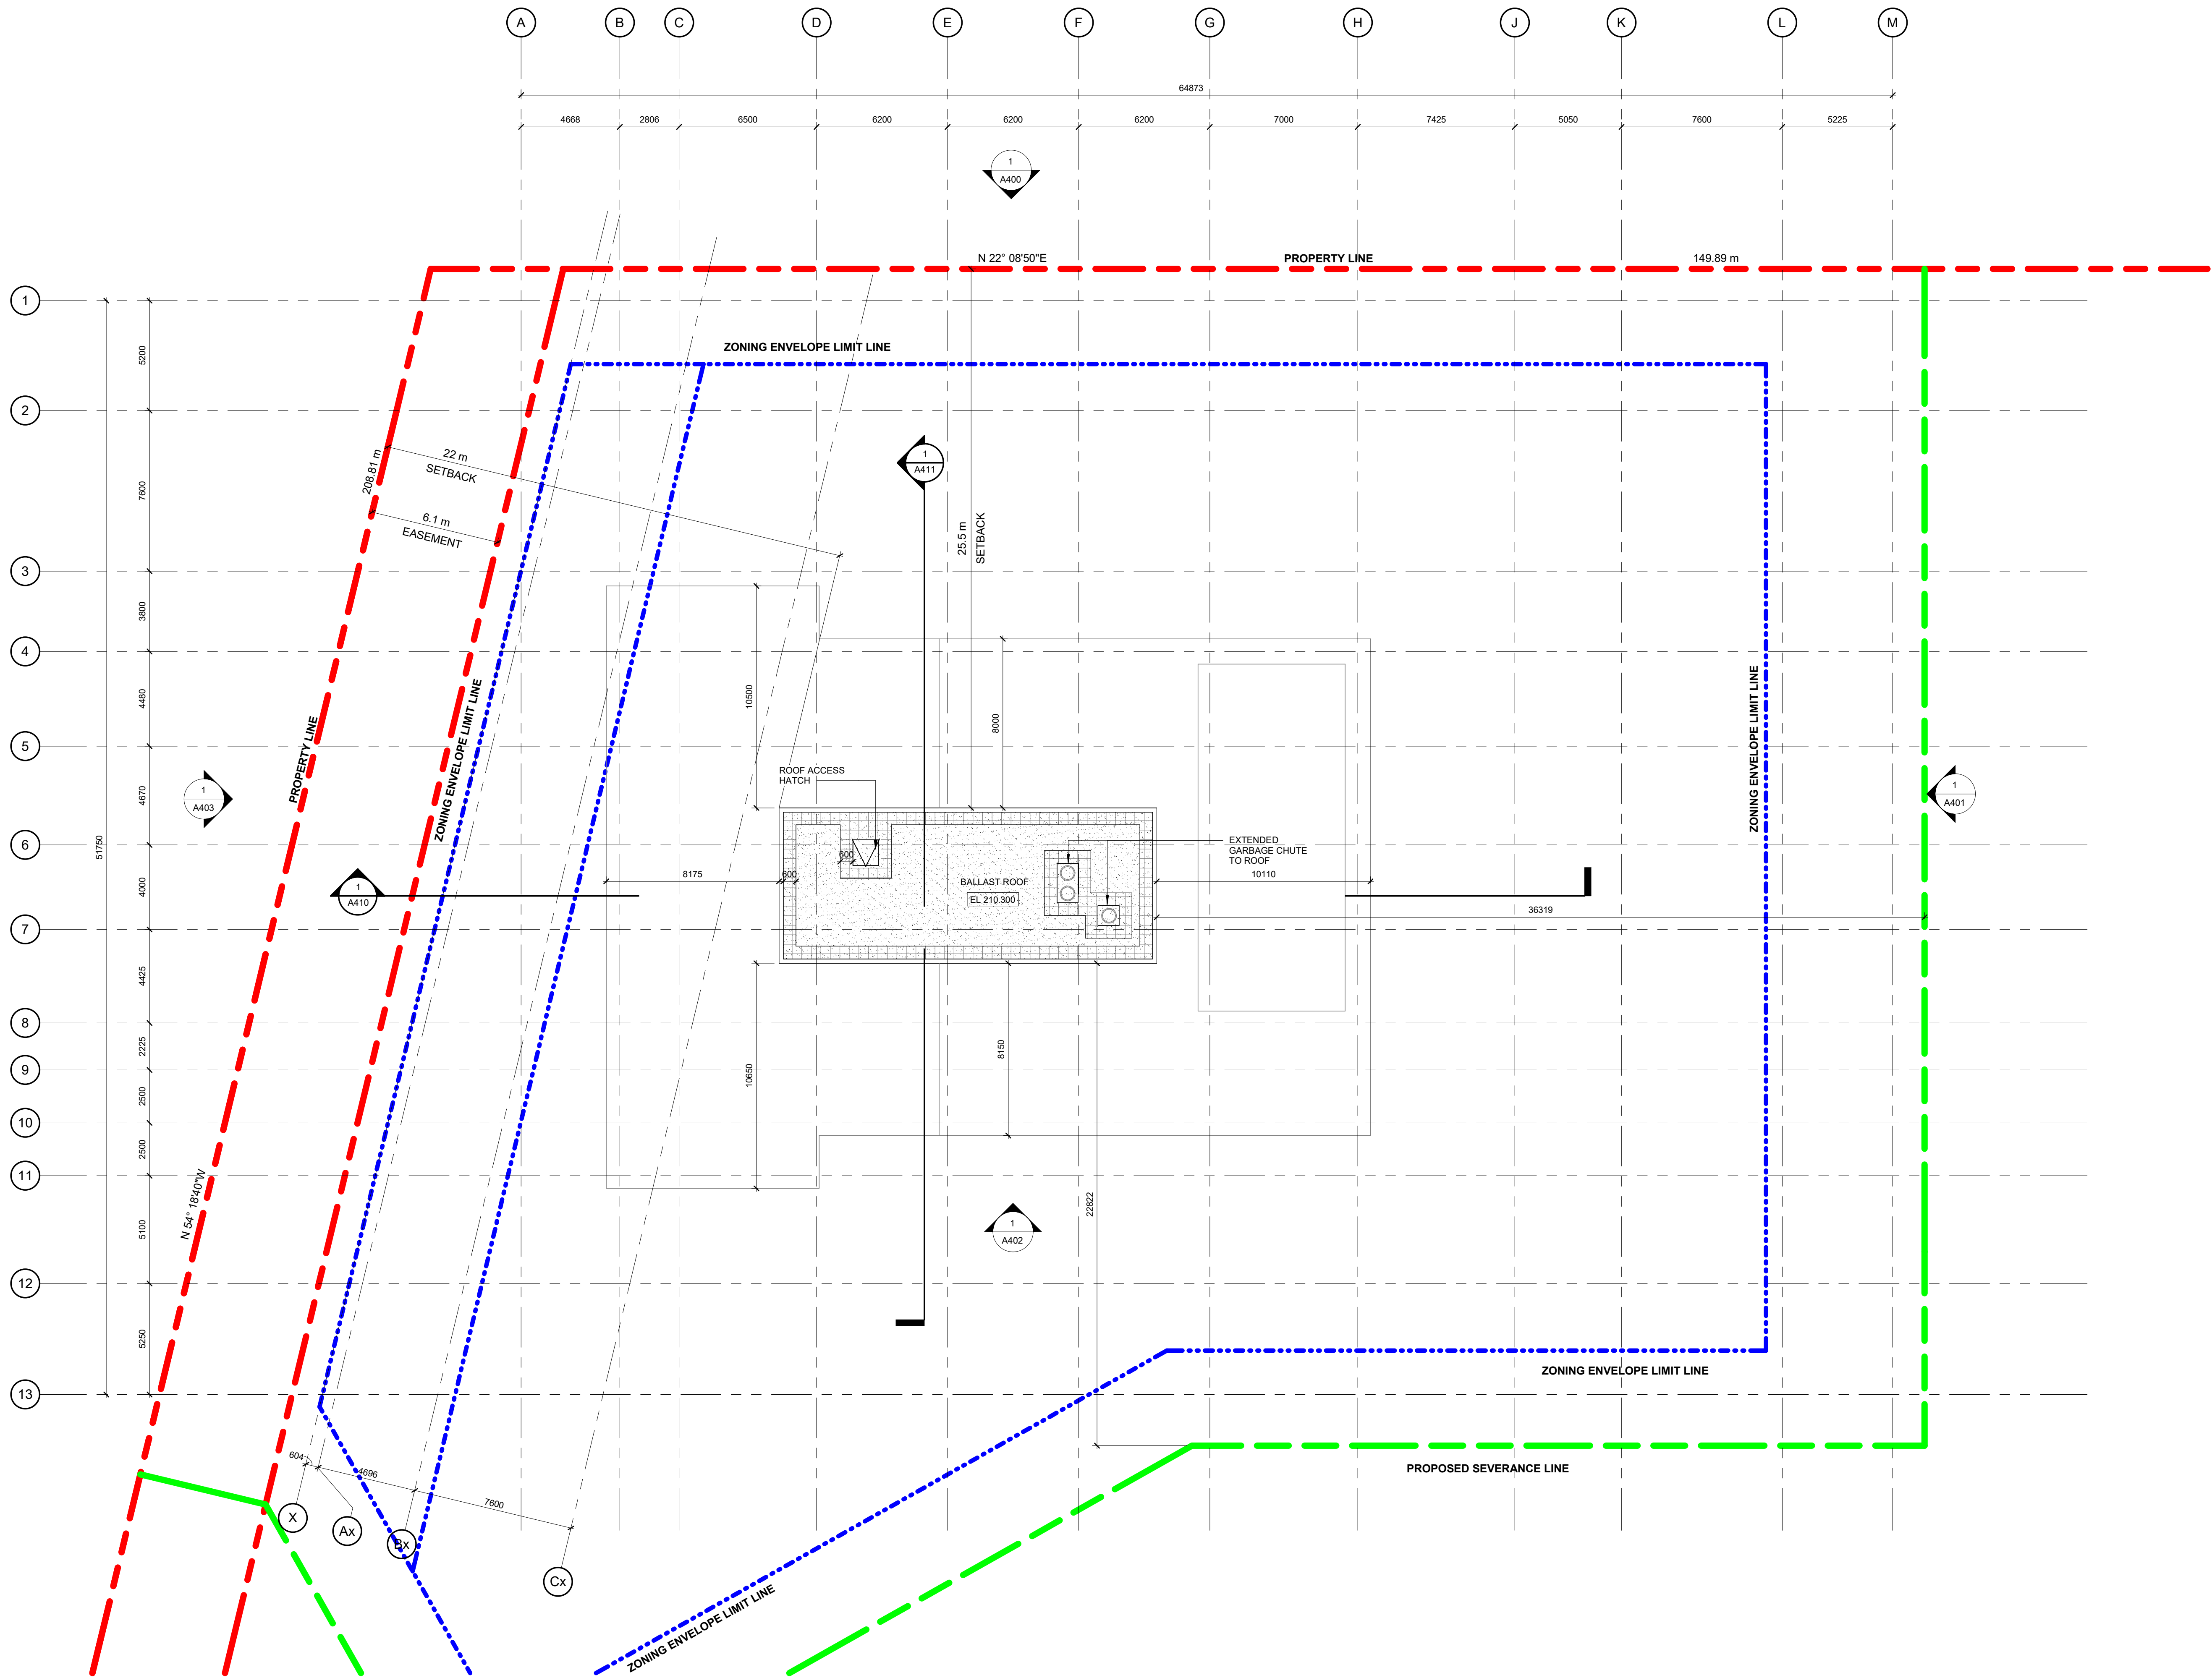 A
B
C
D
E
F
G
H
J
K
L
M
64873
4668
2806
6500
6200
6200
6200
7000
7425
5050
7600
5225
1
A400
N 22° 08'50"E
PROPERTY LINE
149.89 m
1
2
3
4
5
6
7
8
9
10
11
12
13
51750
5200
7600
3800
4480
4670
4000
4425
2225
2500
2500
5100
5250
ZONING ENVELOPE LIMIT LINE
208.81 m
22 m
SETBACK
6.1 m
EASEMENT
1
A411
25.5 m
SETBACK
PROPERTY LINE
ZONING ENVELOPE LIMIT LINE
10500
8000
ZONING ENVELOPE LIMIT LINE
1
A403
1
A401
ROOF ACCESS
HATCH
600
8175
600
BALLAST ROOF
EL 210.300
EXTENDED
GARBAGE CHUTE
TO ROOF
10110
1
A410
36319
10650
8150
22822
N 54° 18'40"W
1
A402
ZONING ENVELOPE LIMIT LINE
PROPOSED SEVERANCE LINE
604
4696
7600
X
Ax
Bx
Cx
ZONING ENVELOPE LIMIT LINE